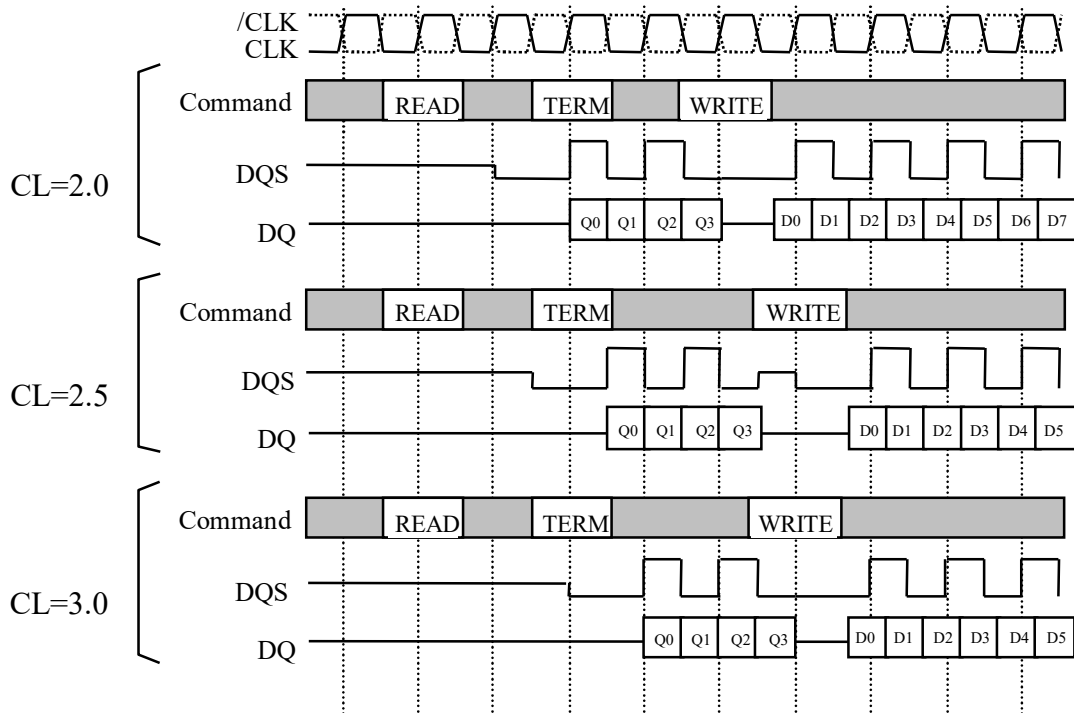 /CLK
CLK
Command READ TERM WRITE
DQS
CL=2.0
DQ Q0 Q1 Q2 Q3 D0 D1 D2 D3 D4 D5 D6 D7
Command READ TERM WRITE
DQS
CL=2.5
DQ Q0 Q1 Q2 Q3 D0 D1 D2 D3 D4 D5
Command READ TERM WRITE
DQS
CL=3.0
DQ Q0 Q1 Q2 Q3 D0 D1 D2 D3 D4 D5